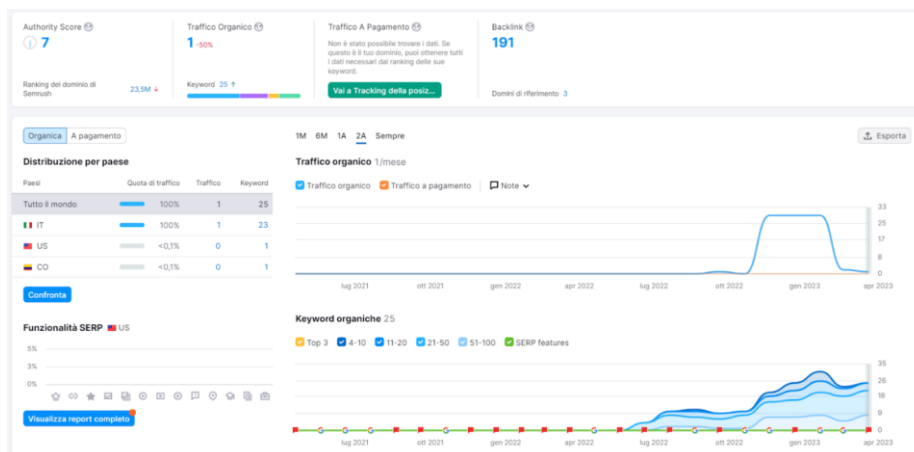 Authority Score
7
Ranking del dominio di Semrush
23,5M ↓
Traffico Organico
1 -50%
Keyword 25 ↑
Traffico A Pagamento
Non è stato possibile trovare i dati. Se
questo è il tuo dominio, puoi ottenere tutti
i dati necessari dal ranking delle sue
keyword.
Vai a Tracking della posiz...
Backlink
191
Domini di riferimento 3
Organica A pagamento
Distribuzione per paese
Paesi Quota di traffico Traffico Keyword
Tutto il mondo 100% 1 25
IT 100% 1 23
US <0,1% 0 1
CO <0,1% 0 1
Confronta
Funzionalità SERP US
5%
3%
0%
Visualizza report completo
1M 6M 1A 2A Sempre
Esporta
Traffico organico 1/mese
Traffico organico Traffico a pagamento Note
33
25
17
8
0
lug 2021 ott 2021 gen 2022 apr 2022 lug 2022 ott 2022 gen 2023 apr 2023
Keyword organiche 25
Top 3 4-10 11-20 21-50 51-100 SERP features
35
26
18
9
0
lug 2021 ott 2021 gen 2022 apr 2022 lug 2022 ott 2022 gen 2023 apr 2023